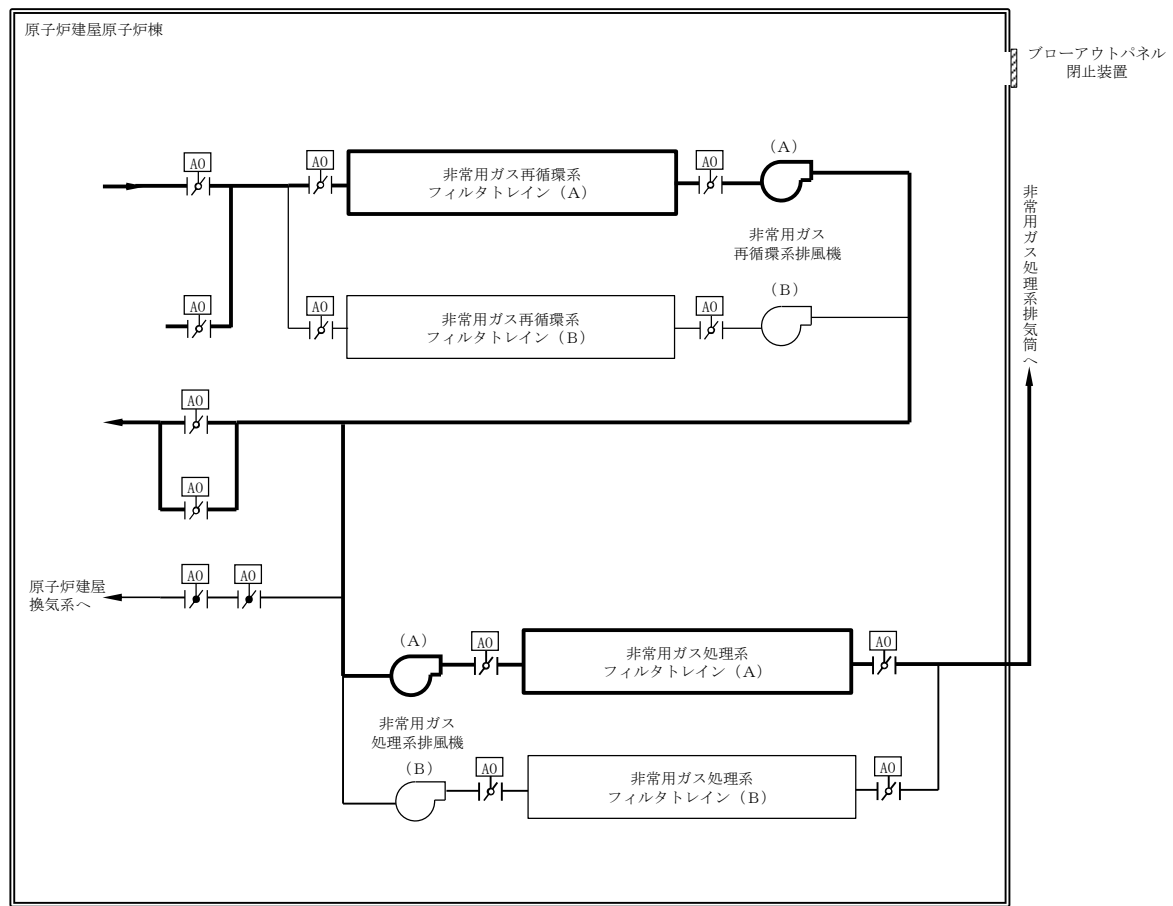 原子炉建屋原子炉棟
ブローアウトパネル
閉止装置
AO
AO
非常用ガス再循環系
フィルタトレイン（A）
AO
（A）
非常用ガス
再循環系排風機
AO
AO
非常用ガス再循環系
フィルタトレイン（B）
AO
（B）
非常用ガス処理系排気筒へ
AO
AO
原子炉建屋
換気系へ
AO
AO
（A）
AO
非常用ガス処理系
フィルタトレイン（A）
AO
非常用ガス
処理系排風機
（B）
AO
非常用ガス処理系
フィルタトレイン（B）
AO